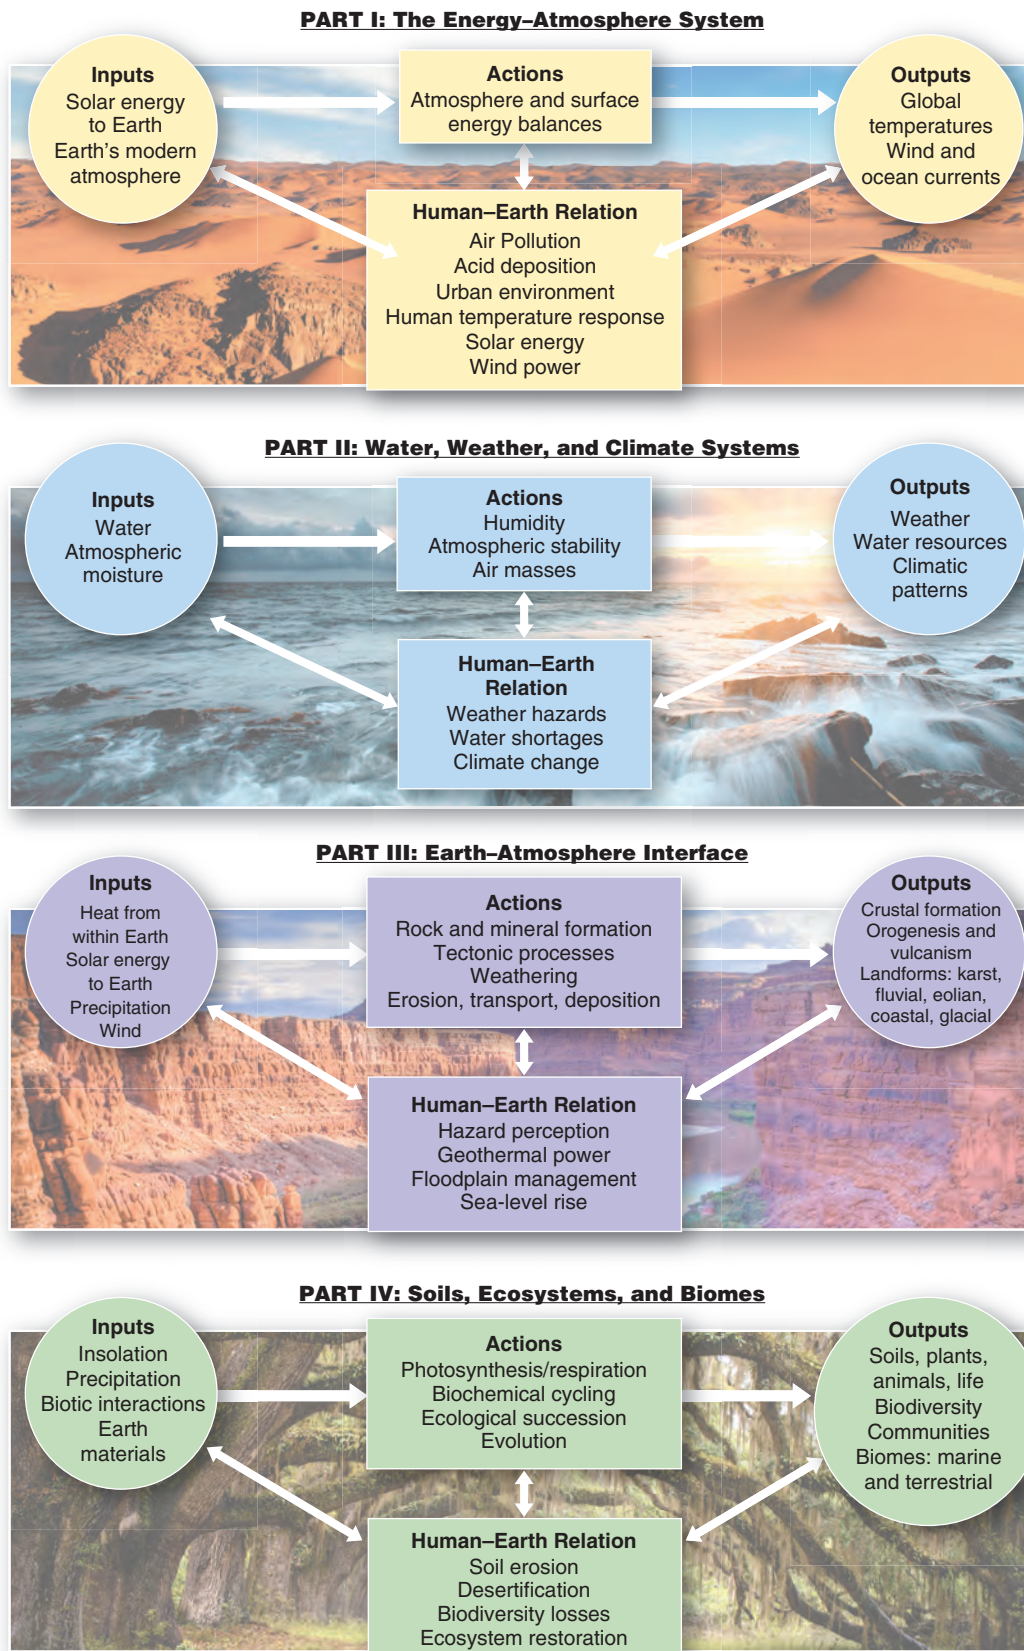 PART I: The Energy–Atmosphere System
Inputs
Solar energy
to Earth
Earth's modern
atmosphere
Actions
Atmosphere and surface
energy balances
Outputs
Global
temperatures
Wind and
ocean currents
Human–Earth Relation
Air Pollution
Acid deposition
Urban environment
Human temperature response
Solar energy
Wind power
PART II: Water, Weather, and Climate Systems
Inputs
Water
Atmospheric
moisture
Actions
Humidity
Atmospheric stability
Air masses
Outputs
Weather
Water resources
Climatic
patterns
Human–Earth
Relation
Weather hazards
Water shortages
Climate change
PART III: Earth–Atmosphere Interface
Inputs
Heat from
within Earth
Solar energy
to Earth
Precipitation
Wind
Actions
Rock and mineral formation
Tectonic processes
Weathering
Erosion, transport, deposition
Outputs
Crustal formation
Orogenesis and
vulcanism
Landforms: karst,
fluvial, eolian,
coastal, glacial
Human–Earth Relation
Hazard perception
Geothermal power
Floodplain management
Sea-level rise
PART IV: Soils, Ecosystems, and Biomes
Inputs
Insolation
Precipitation
Biotic interactions
Earth
materials
Actions
Photosynthesis/respiration
Biochemical cycling
Ecological succession
Evolution
Outputs
Soils, plants,
animals, life
Biodiversity
Communities
Biomes: marine
and terrestrial
Human–Earth Relation
Soil erosion
Desertification
Biodiversity losses
Ecosystem restoration